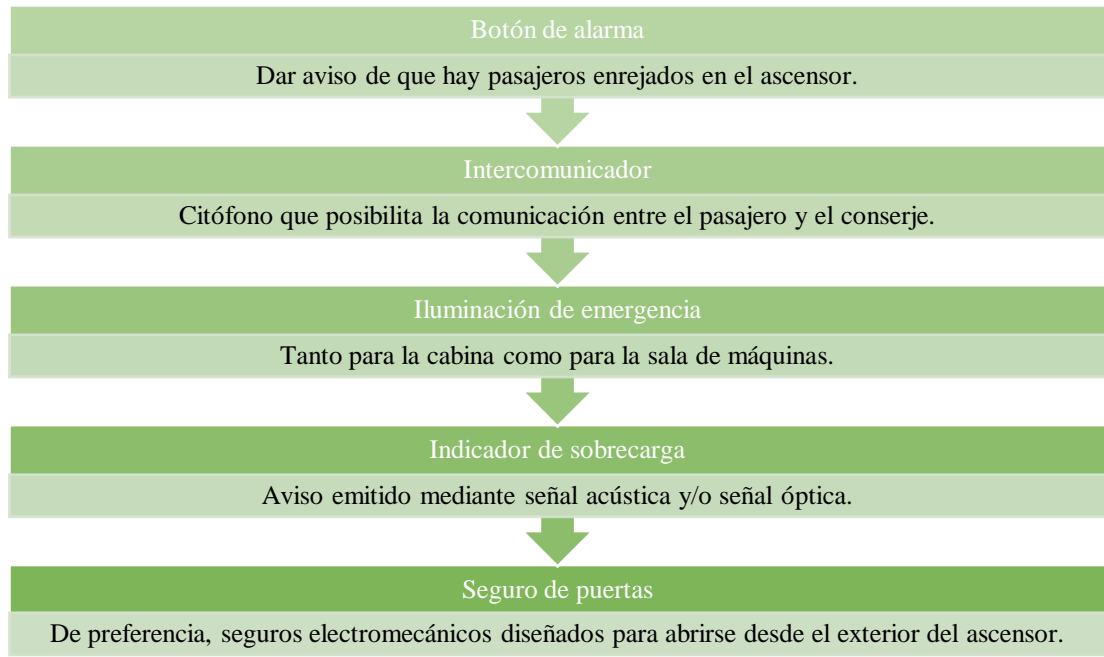 Botón de alarma
Dar aviso de que hay pasajeros enrejados en el ascensor.
Intercomunicador
Citófono que posibilita la comunicación entre el pasajero y el conserje.
Iluminación de emergencia
Tanto para la cabina como para la sala de máquinas.
Indicador de sobrecarga
Aviso emitido mediante señal acústica y/o señal óptica.
Seguro de puertas
De preferencia, seguros electromecánicos diseñados para abrirse desde el exterior del ascensor.